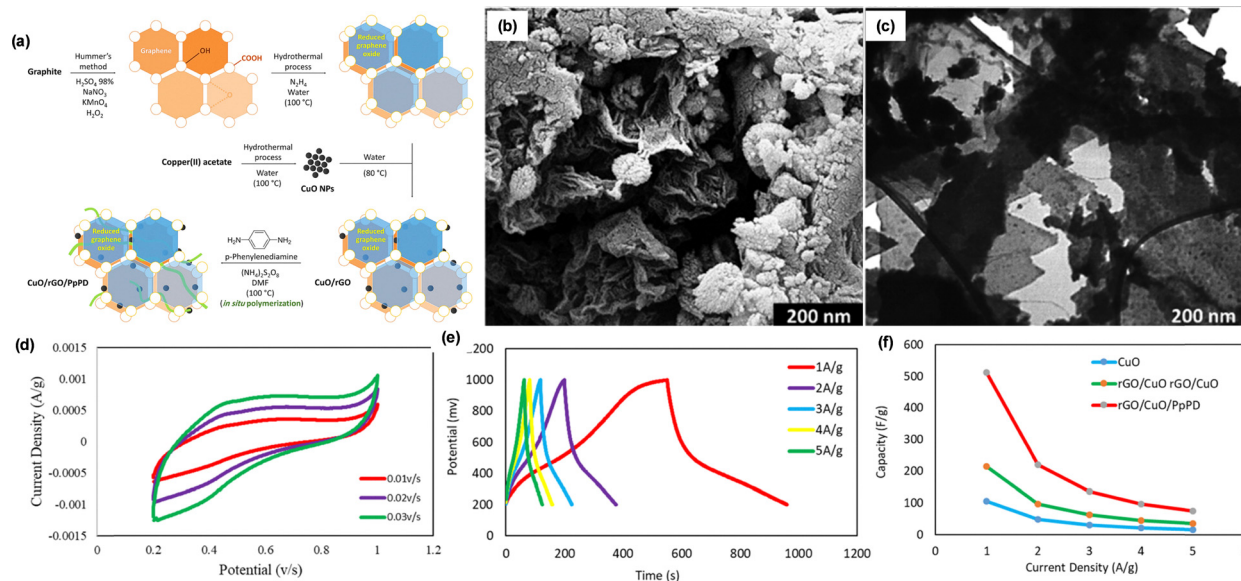 (a)
Graphite
Hummer's
method
H₂SO₄ 98%
NaNO₃
KMnO₄
H₂O₂
Graphene
OH
COOH
O
Hydrothermal
process
N₂H₄
Water
(100 °C)
Reduced
graphene
oxide
Copper(II) acetate
Hydrothermal
process
Water
(100 °C)
CuO NPs
Water
(80 °C)
Reduced
graphene
oxide
CuO/rGO/PpPD
H₂N
NH₂
p-Phenylenediamine
(NH₄)₂S₂O₈
DMF
(100 °C)
(in situ polymerization)
Reduced
graphene
oxide
CuO/rGO
(b)
200 nm
(c)
200 nm
(d)
Current Density (A/g)
0.0015
0.001
0.0005
0
-0.0005
-0.001
-0.0015
0
0.2
0.4
0.6
0.8
1
1.2
Potential (v/s)
0.01v/s
0.02v/s
0.03v/s
(e)
Potential (mv)
1200
1000
800
600
400
200
0
0
200
400
600
800
1000
1200
Time (s)
1A/g
2A/g
3A/g
4A/g
5A/g
(f)
Capacity (F/g)
600
500
400
300
200
100
0
0
1
2
3
4
5
Current Density (A/g)
CuO
rGO/CuO rGO/CuO
rGO/CuO/PpPD